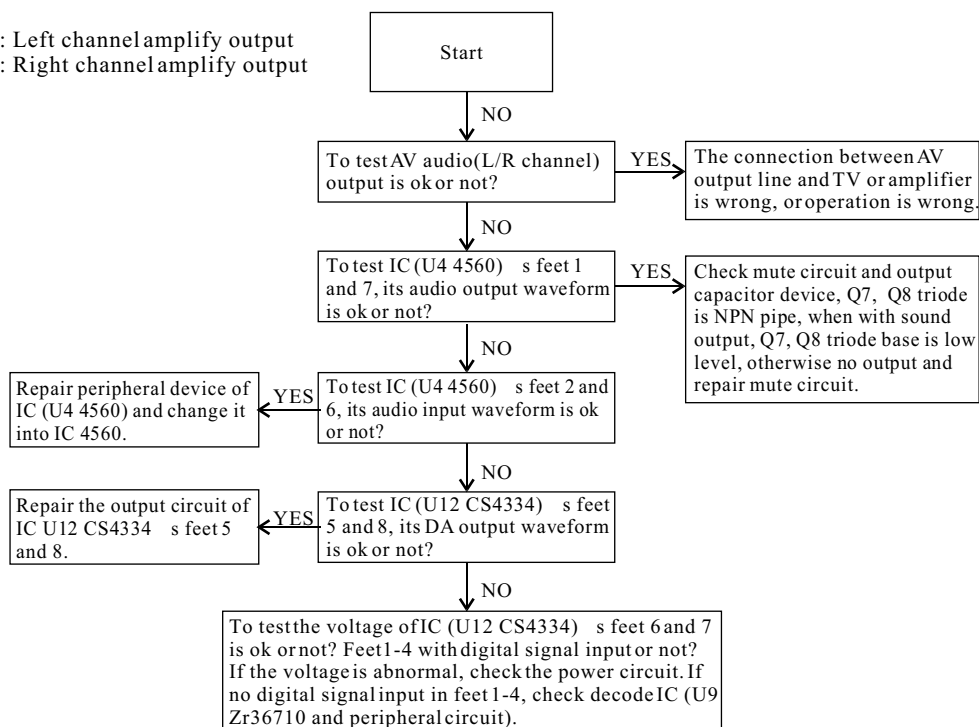 : Left channel amplify output
: Right channel amplify output
Start
NO
To test AV audio(L/R channel)
output is ok or not?
YES
The connection between AV
output line and TV or amplifier
is wrong, or operation is wrong.
NO
To test IC (U4 4560) s feet 1
and 7, its audio output waveform
is ok or not?
YES
Check mute circuit and output
capacitor device, Q7, Q8 triode
is NPN pipe, when with sound
output, Q7, Q8 triode base is low
level, otherwise no output and
repair mute circuit.
NO
To test IC (U4 4560) s feet 2 and
6, its audio input waveform is ok
or not?
YES
Repair peripheral device of
IC (U4 4560) and change it
into IC 4560.
NO
To test IC (U12 CS4334) s feet
5 and 8, its DA output waveform
is ok or not?
YES
Repair the output circuit of
IC U12 CS4334 s feet 5
and 8.
NO
To test the voltage of IC (U12 CS4334) s feet 6 and 7
is ok or not? Feet1-4 with digital signal input or not?
If the voltage is abnormal, check the power circuit. If
no digital signal input in feet 1-4, check decode IC (U9
Zr36710 and peripheral circuit).